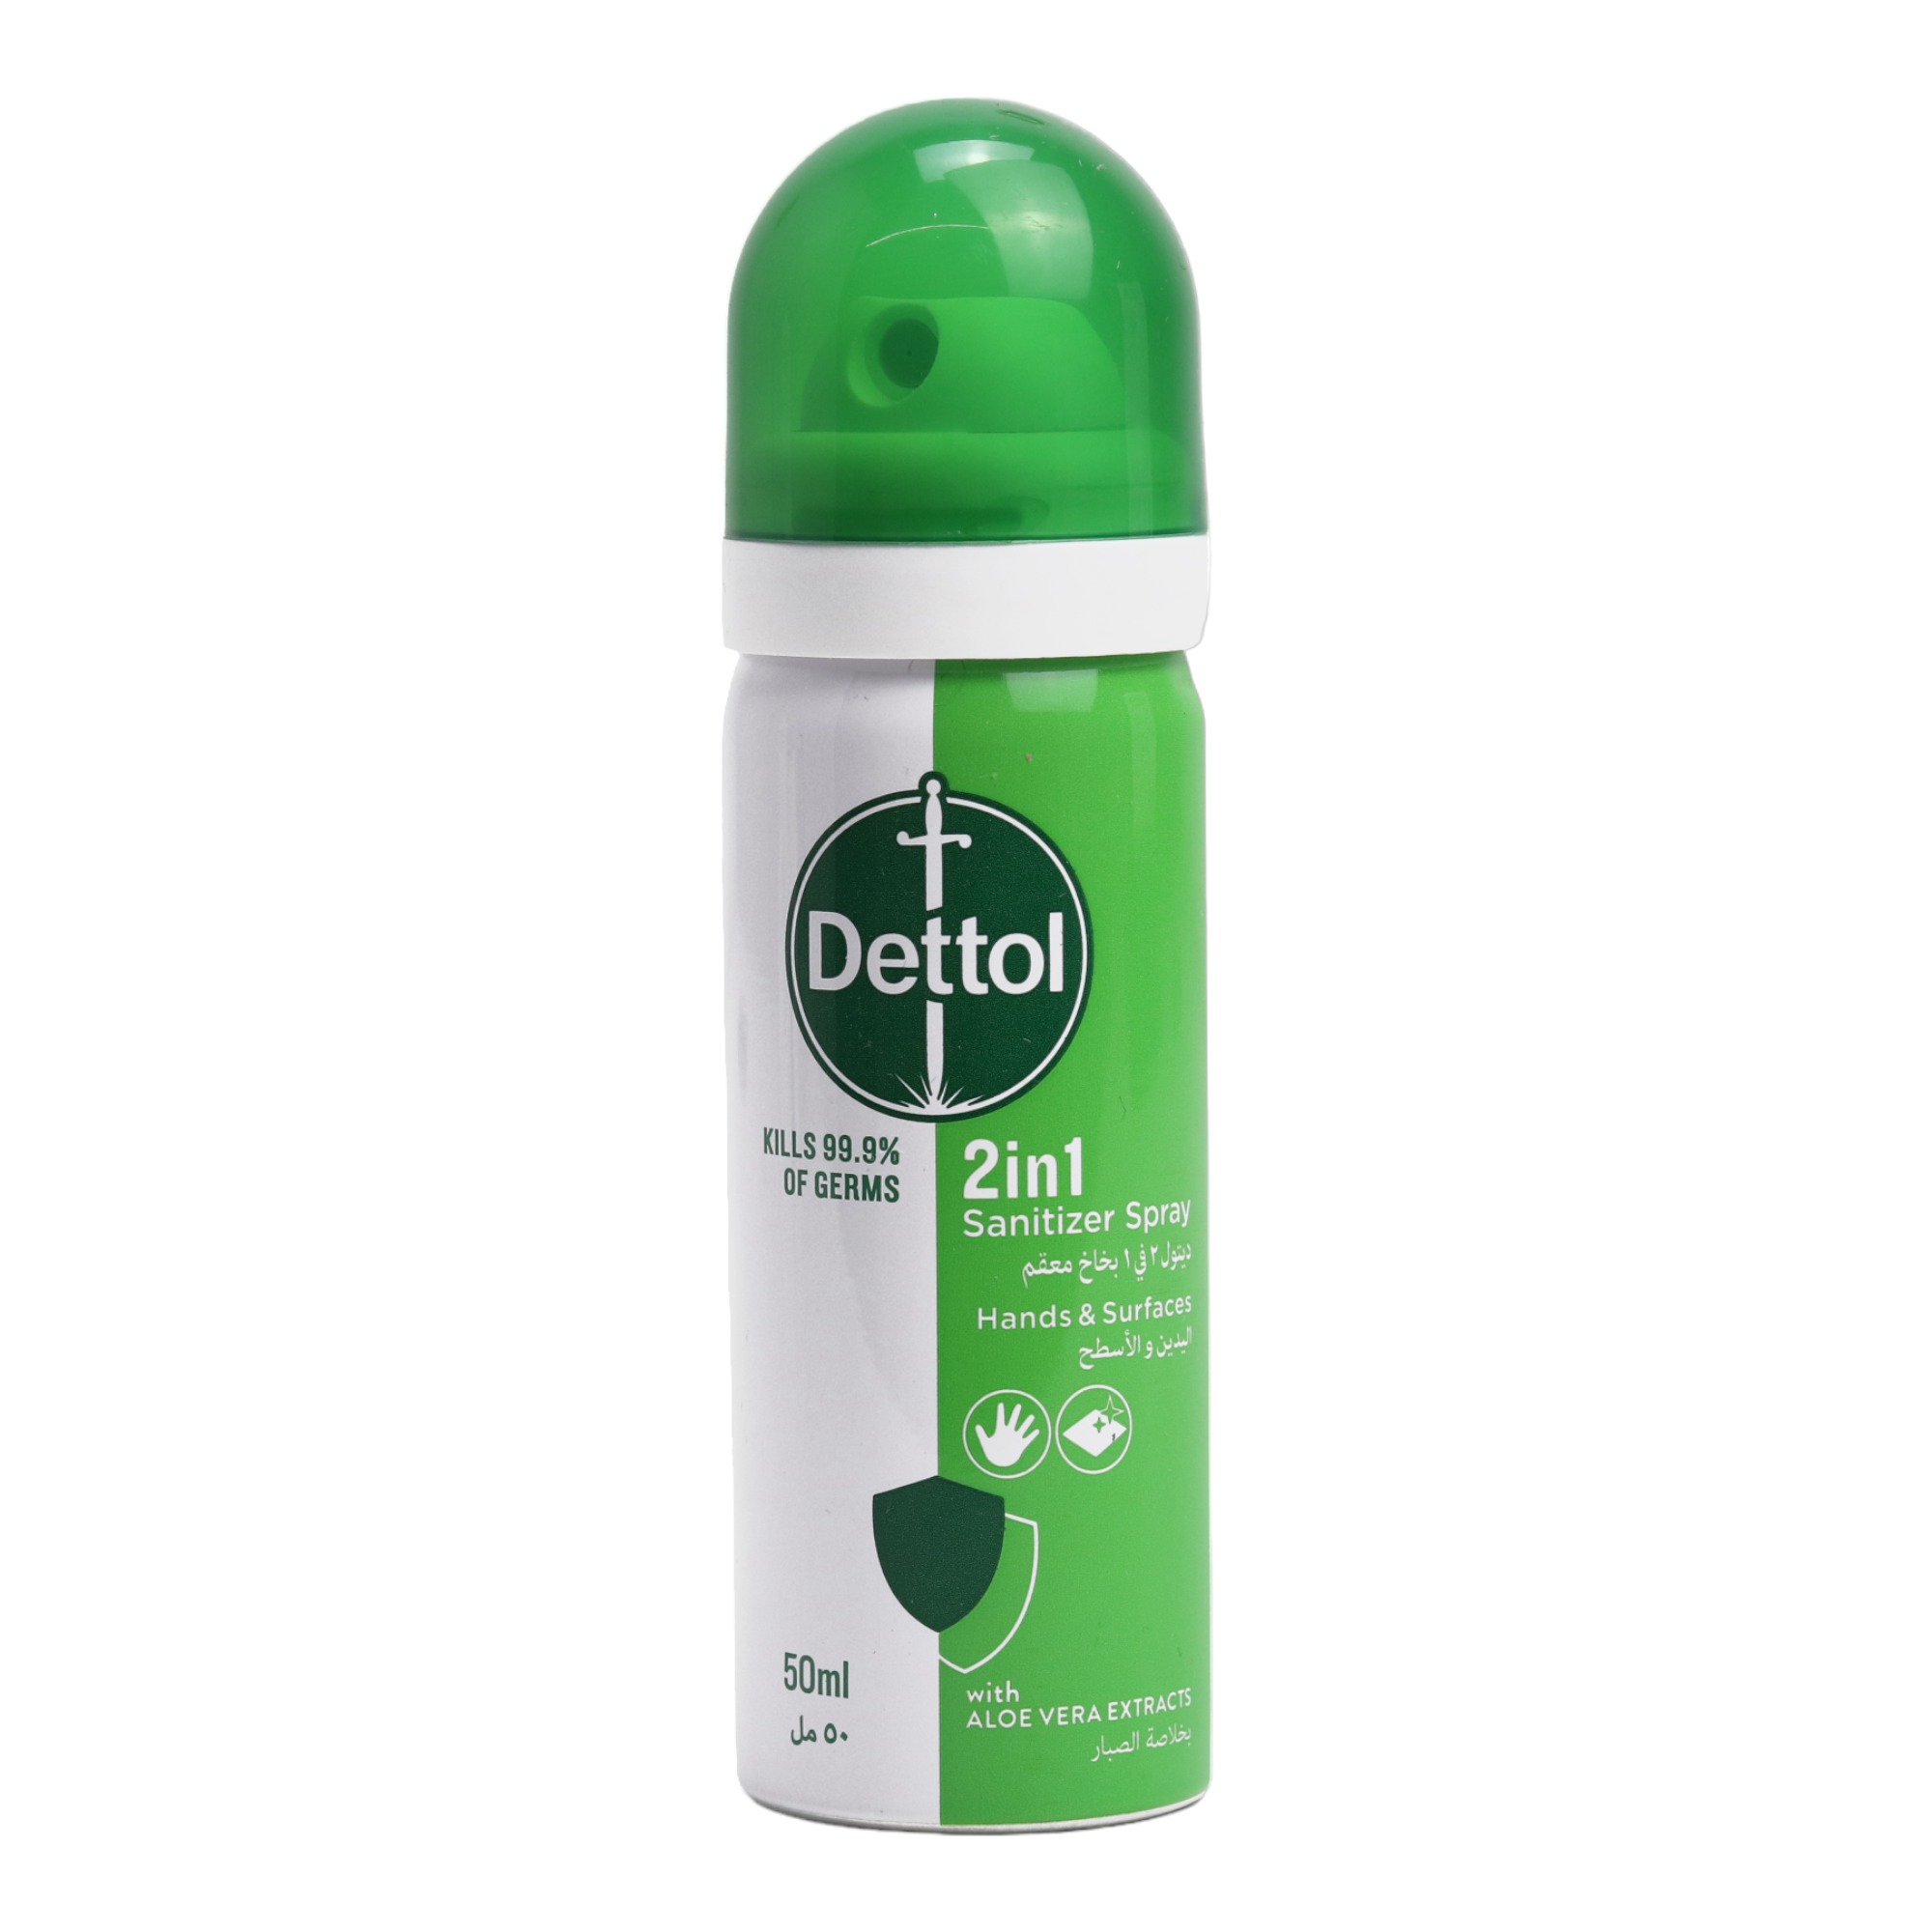 Dettol
KILLS 99.9%
OF GERMS
2in1
Sanitizer Spray
ديتول ٢ في ١ بخاخ معقم
Hands & Surfaces
اليدين و الأسطح
50ml
٥٠ مل
with
ALOE VERA EXTRACTS
بخلاصة الصبار